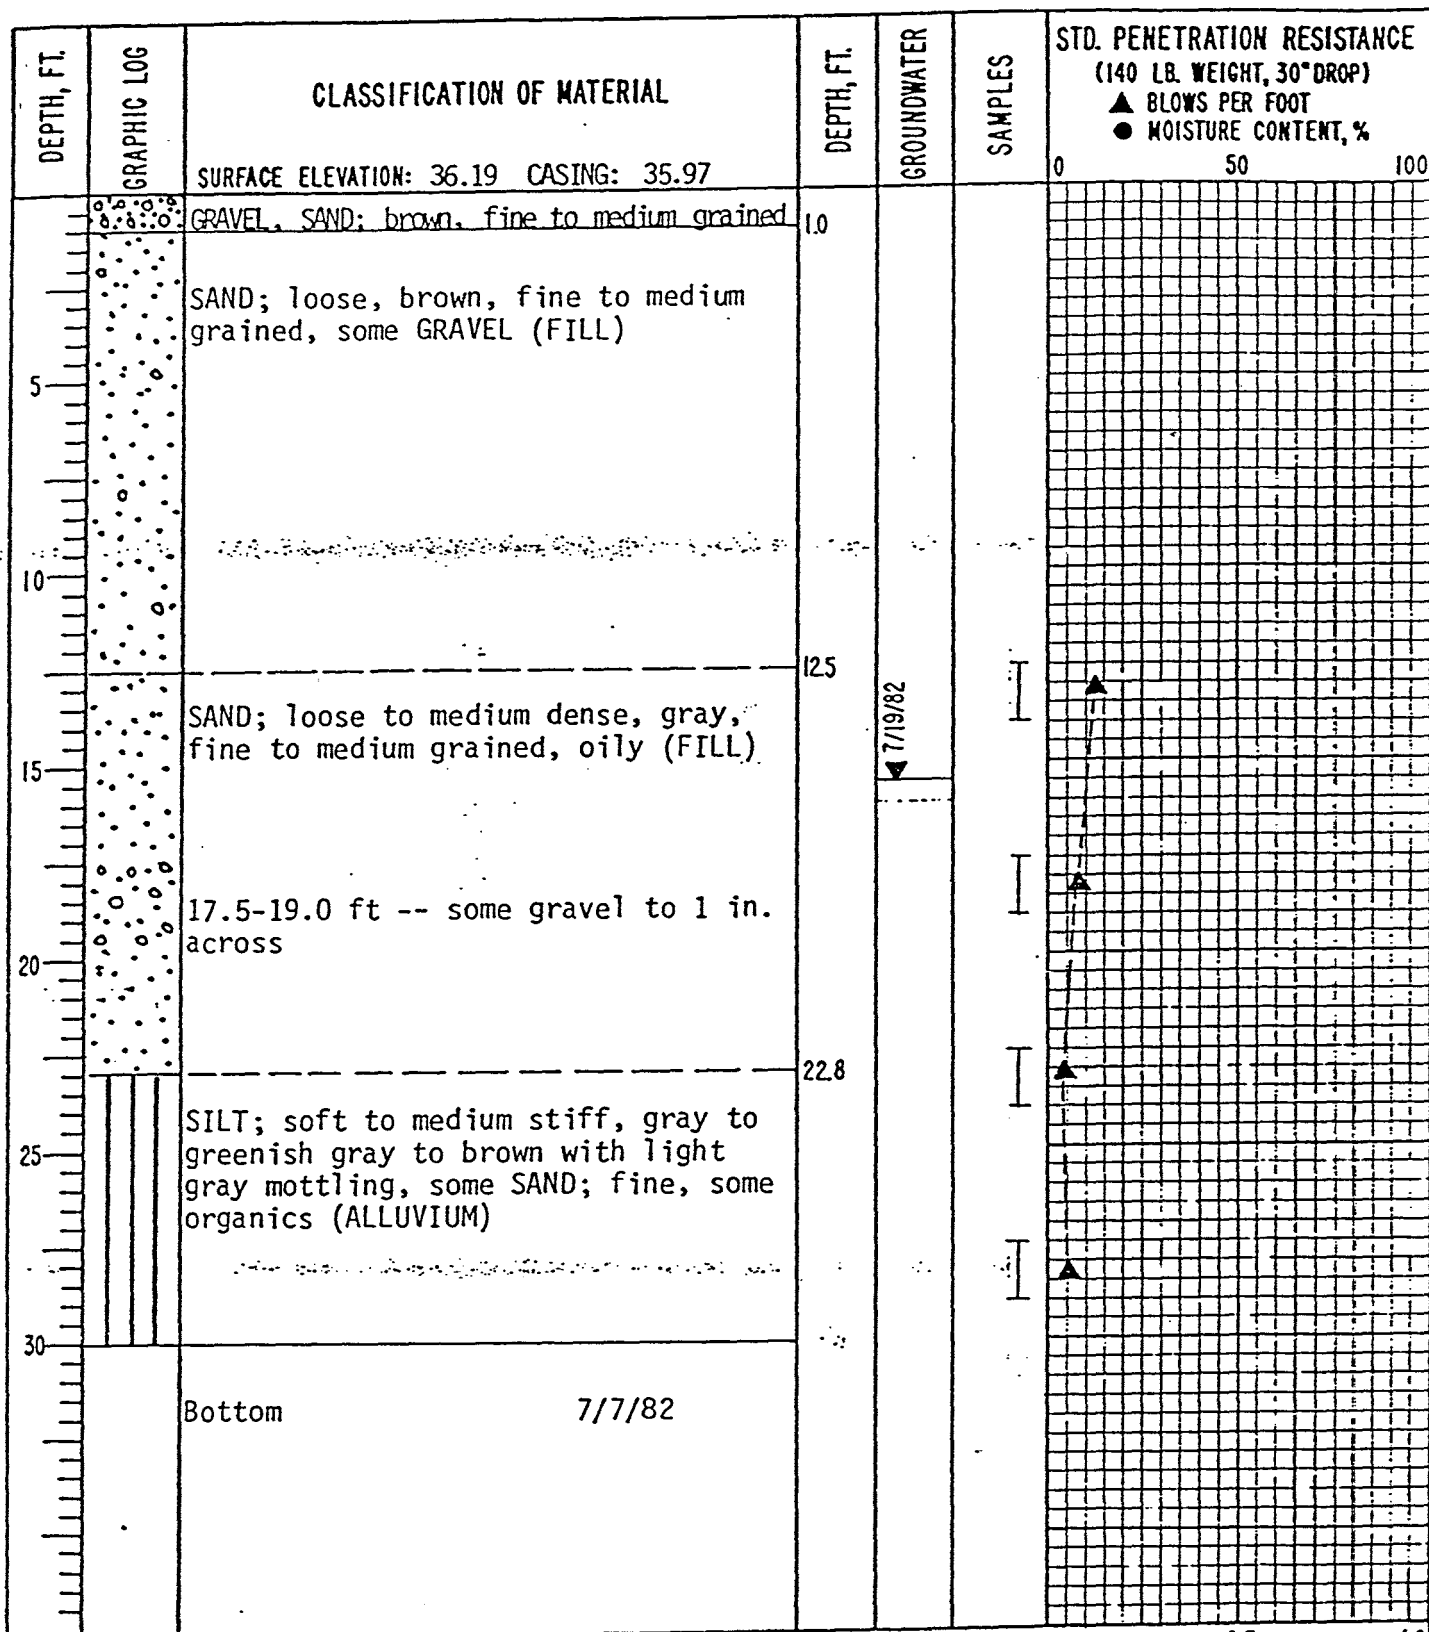 DEPTH, FT.
GRAPHIC LOG
CLASSIFICATION OF MATERIAL
SURFACE ELEVATION: 36.19 CASING: 35.97
DEPTH, FT.
GROUNDWATER
SAMPLES
STD. PENETRATION RESISTANCE
(140 LB. WEIGHT, 30" DROP)
▲ BLOWS PER FOOT
● MOISTURE CONTENT, %
0 50 100
GRAVEL, SAND; brown, fine to medium grained
1.0
SAND; loose, brown, fine to medium
grained, some GRAVEL (FILL)
5
10
12.5
SAND; loose to medium dense, gray,
fine to medium grained, oily (FILL)
7/19/82
15
17.5-19.0 ft -- some gravel to 1 in.
across
20
22.8
SILT; soft to medium stiff, gray to
greenish gray to brown with light
gray mottling, some SAND; fine, some
organics (ALLUVIUM)
25
30
Bottom 7/7/82